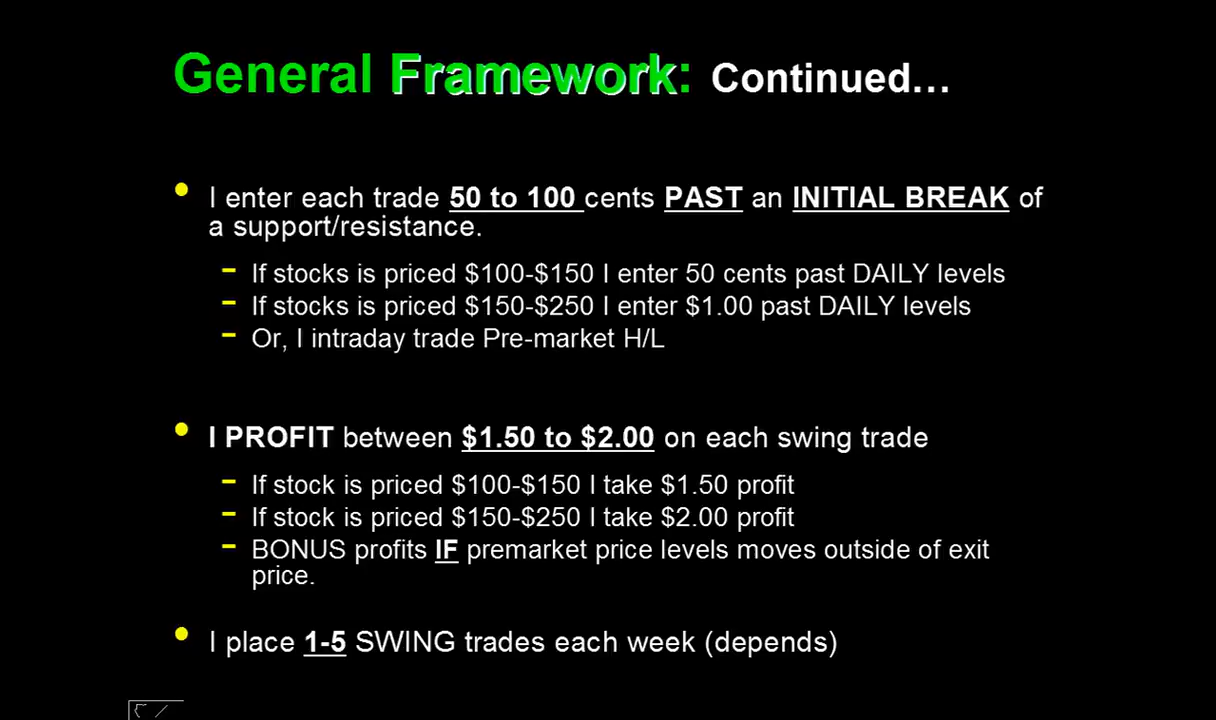 General Framework: Continued…
• I enter each trade 50 to 100 cents PAST an INITIAL BREAK of
a support/resistance.
- If stocks is priced $100-$150 I enter 50 cents past DAILY levels
- If stocks is priced $150-$250 I enter $1.00 past DAILY levels
- Or, I intraday trade Pre-market H/L
• I PROFIT between $1.50 to $2.00 on each swing trade
- If stock is priced $100-$150 I take $1.50 profit
- If stock is priced $150-$250 I take $2.00 profit
- BONUS profits IF premarket price levels moves outside of exit
price.
• I place 1-5 SWING trades each week (depends)